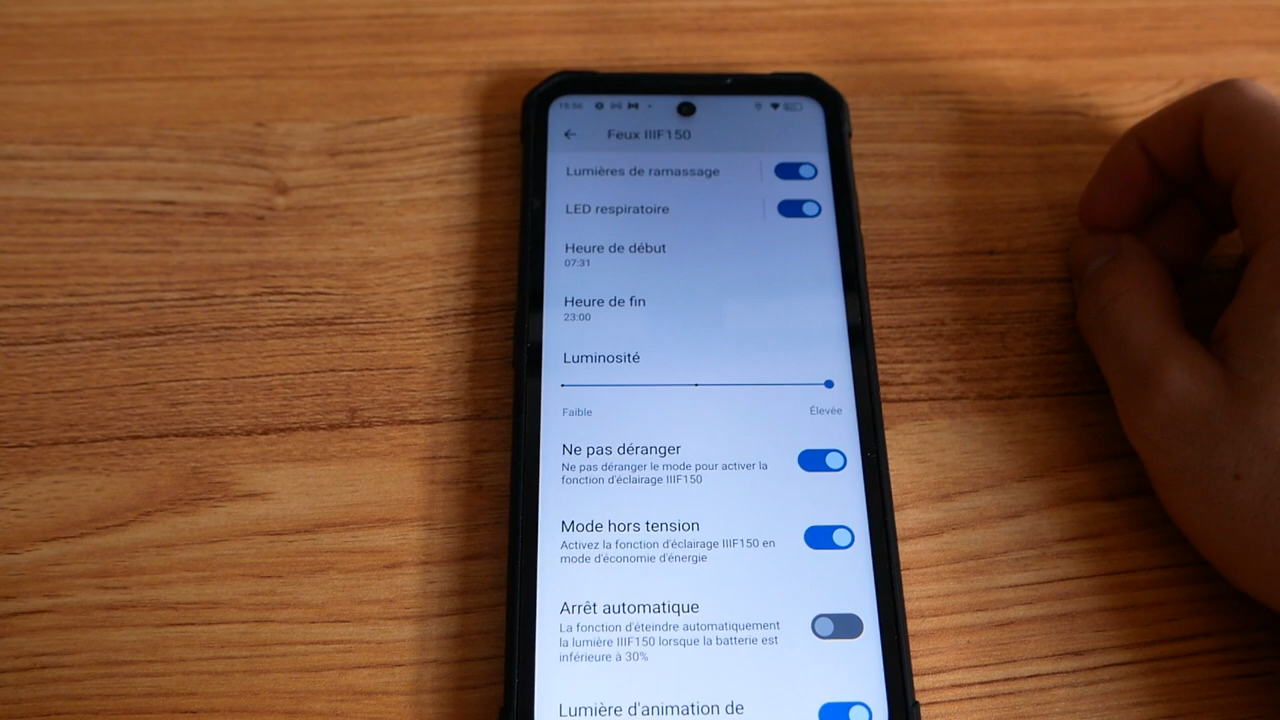 15:56
Feux IIIF150
Lumières de ramassage
LED respiratoire
Heure de début
07:31
Heure de fin
23:00
Luminosité
Faible
Élevée
Ne pas déranger
Ne pas déranger le mode pour activer la
fonction d'éclairage IIIF150
Mode hors tension
Activez la fonction d'éclairage IIIF150 en
mode d'économie d'énergie
Arrêt automatique
La fonction d'éteindre automatiquement
la lumière IIIF150 lorsque la batterie est
inférieure à 30%
Lumière d'animation de